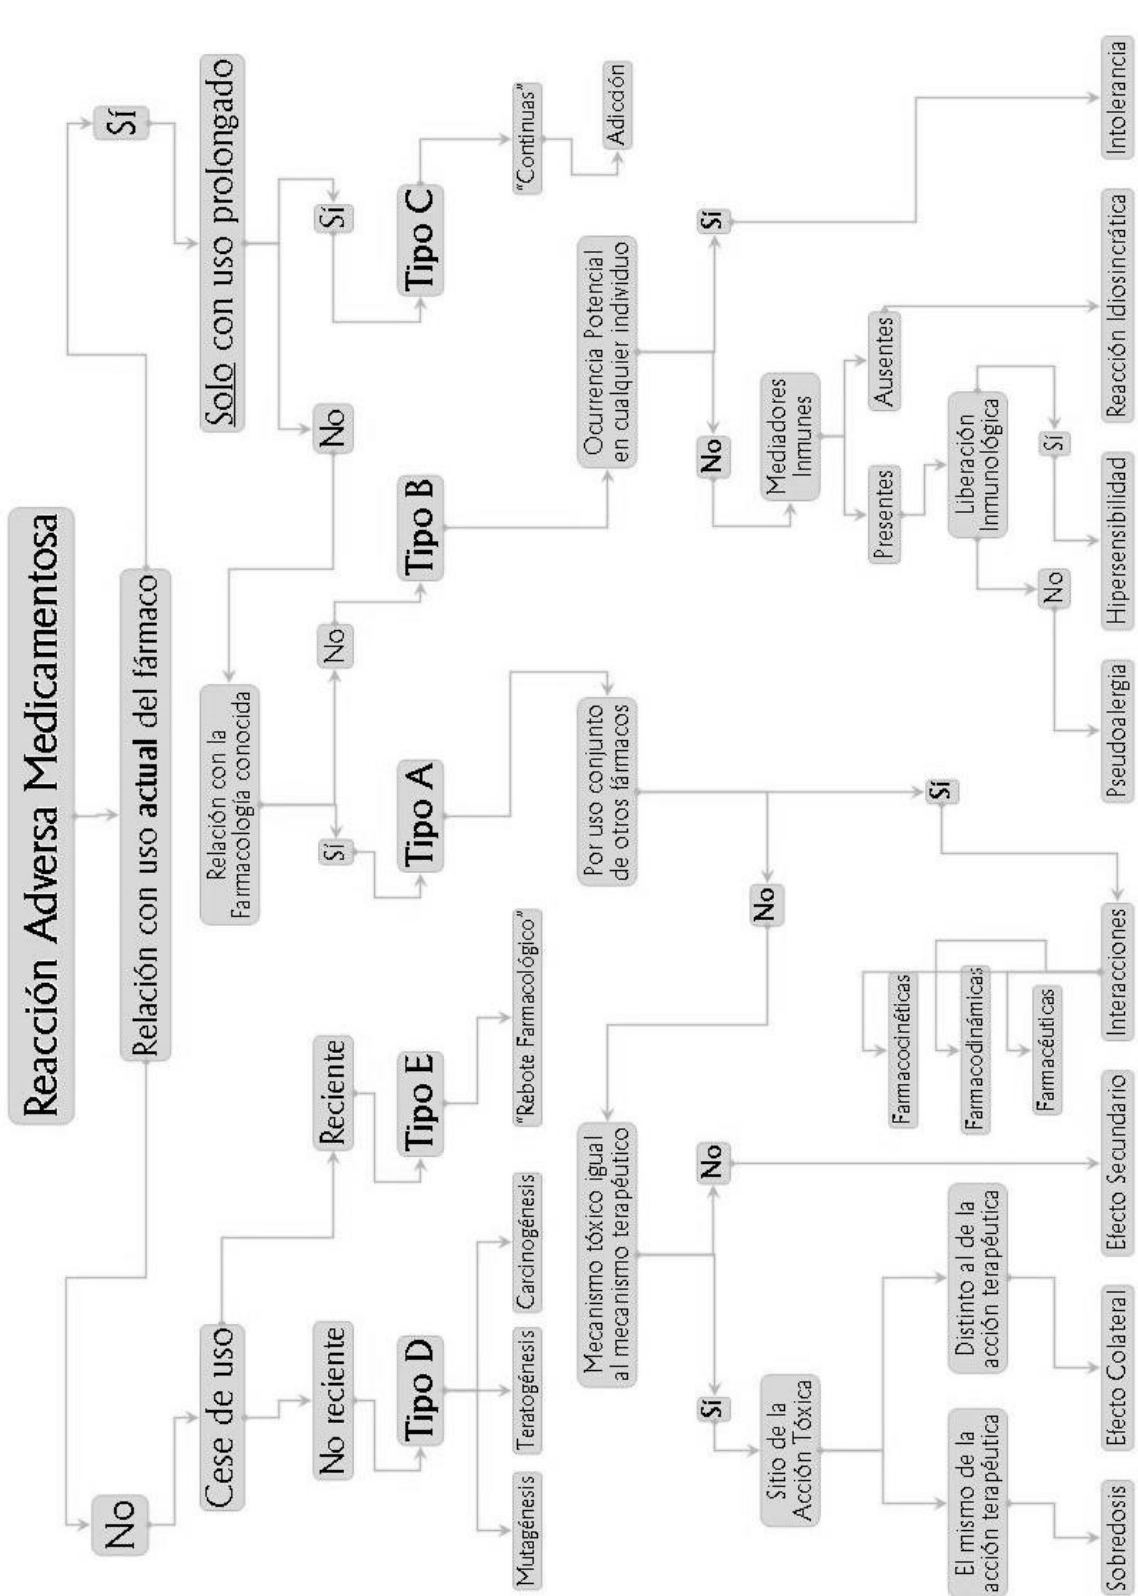 Reacción Adversa Medicamentosa
Relación con uso actual del fármaco
No
Sí
Cese de uso
Relación con la
Farmacología conocida
Solo con uso prolongado
No reciente
Reciente
Sí
No
No
Sí
Tipo D
Tipo E
Tipo A
Tipo B
Tipo C
Mutagénesis
Teratogénesis
Carcinogénesis
"Rebote Farmacológico"
"Continuas"
Adicción
Mecanismo tóxico igual
al mecanismo terapéutico
Por uso conjunto
de otros fármacos
Ocurrencia Potencial
en cualquier individuo
Sí
No
No
No
Sí
Sitio de la
Acción Tóxica
Mediadores
Inmunes
Farmacocinéticas
Presentes
Ausentes
El mismo de la
acción terapéutica
Distinto al de la
acción terapéutica
Farmacodinámicas
Sí
Liberación
Inmunológica
Farmacéuticas
No
Sí
Sobredosis
Efecto Colateral
Efecto Secundario
Interacciones
Pseudoalergia
Hipersensibilidad
Reacción Idiosincrática
Intolerancia